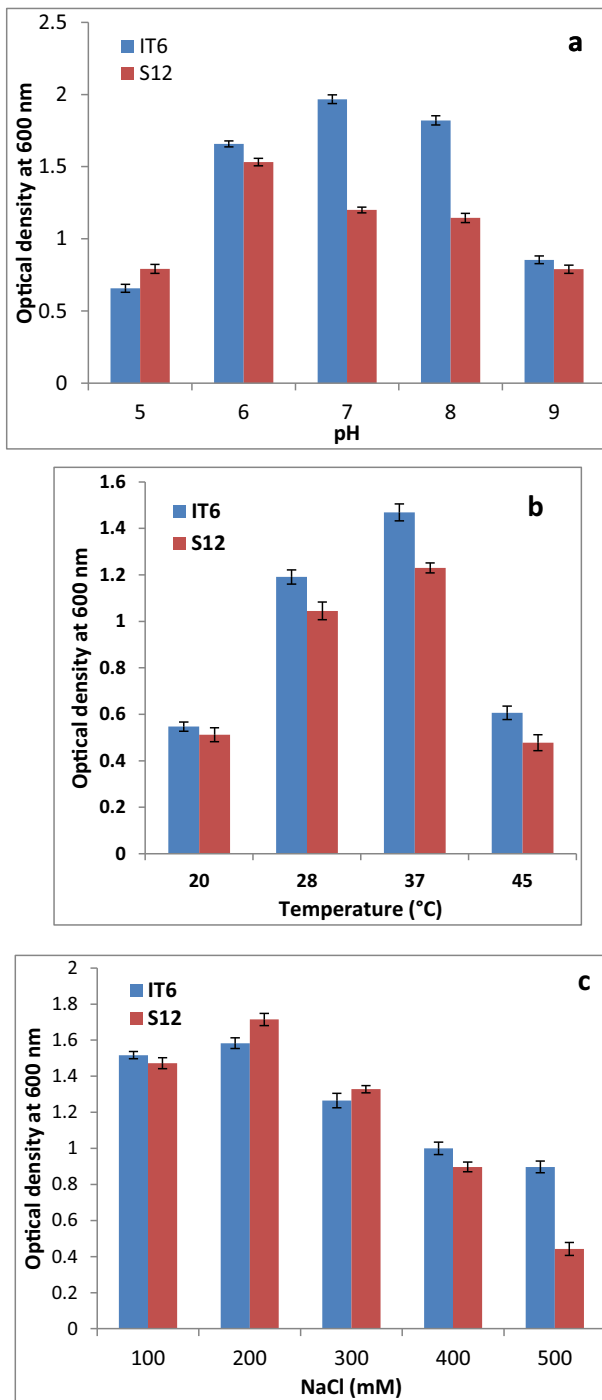 a
IT6
S12
Optical density at 600 nm
2.5
2
1.5
1
0.5
0
5 6 7 8 9
pH
b
IT6
S12
Optical density at 600 nm
1.6
1.4
1.2
1
0.8
0.6
0.4
0.2
0
20 28 37 45
Temperature (°C)
c
IT6
S12
Optical density at 600 nm
2
1.8
1.6
1.4
1.2
1
0.8
0.6
0.4
0.2
0
100 200 300 400 500
NaCl (mM)